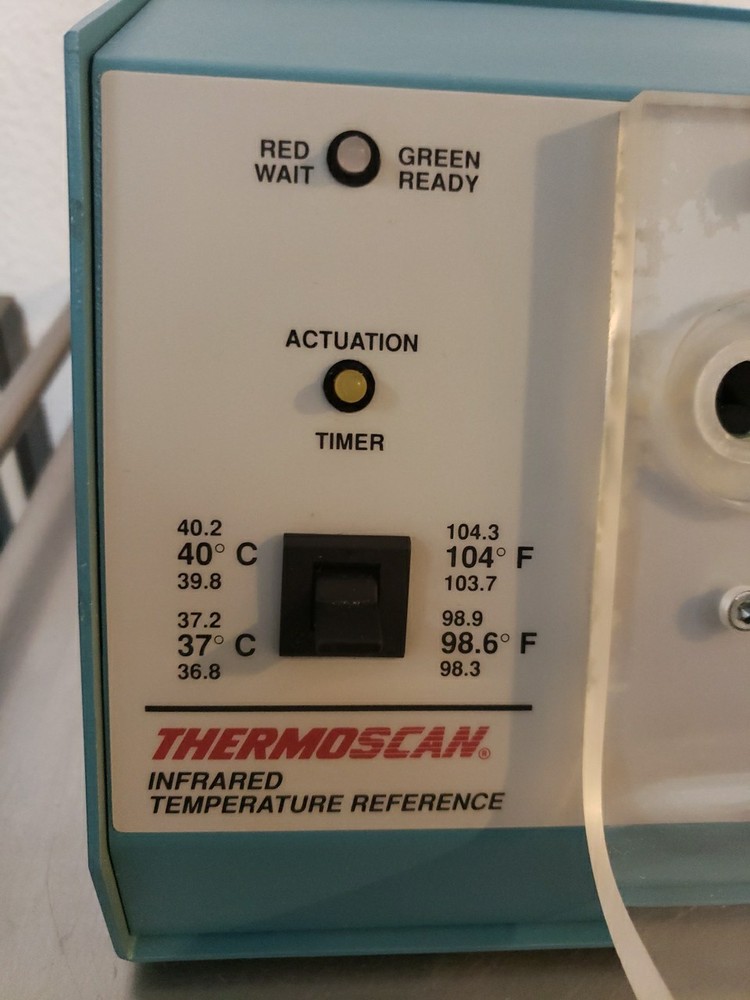 RED
WAIT
GREEN
READY
ACTUATION
TIMER
40.2
40° C
39.8
104.3
104° F
103.7
37.2
37° C
36.8
98.9
98.6° F
98.3
THERMOSCAN®
INFRARED
TEMPERATURE REFERENCE